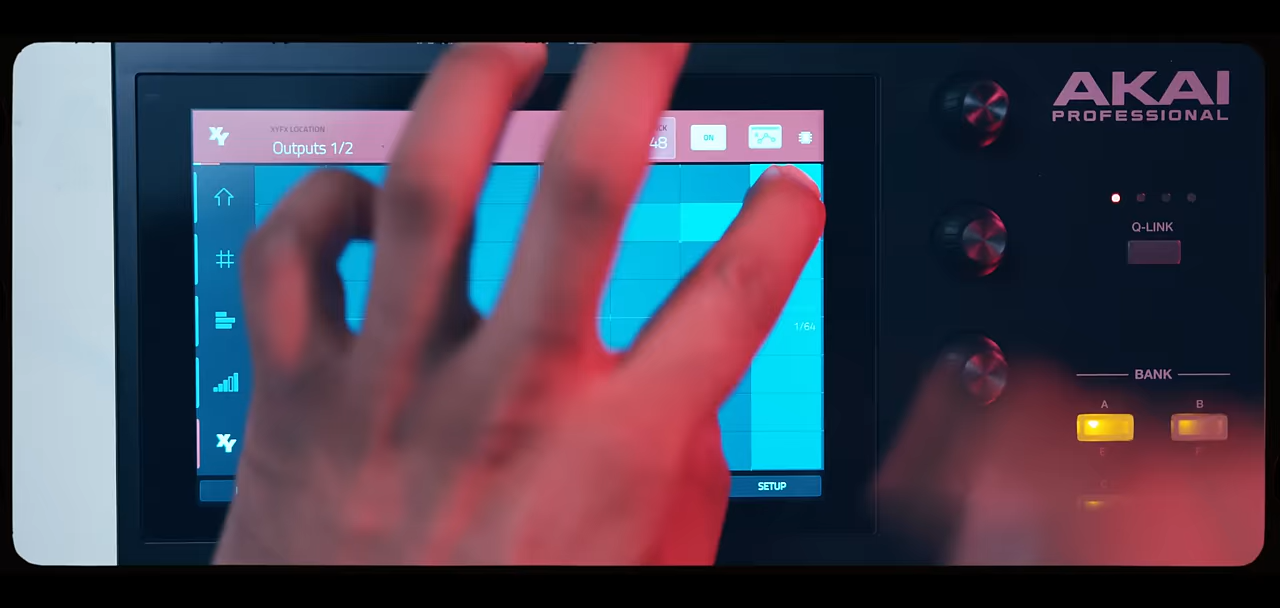 XYFX LOCATION
Outputs 1/2
48
ON
1/64
SETUP
AKAI
PROFESSIONAL
Q-LINK
BANK
A
B
E
F
C